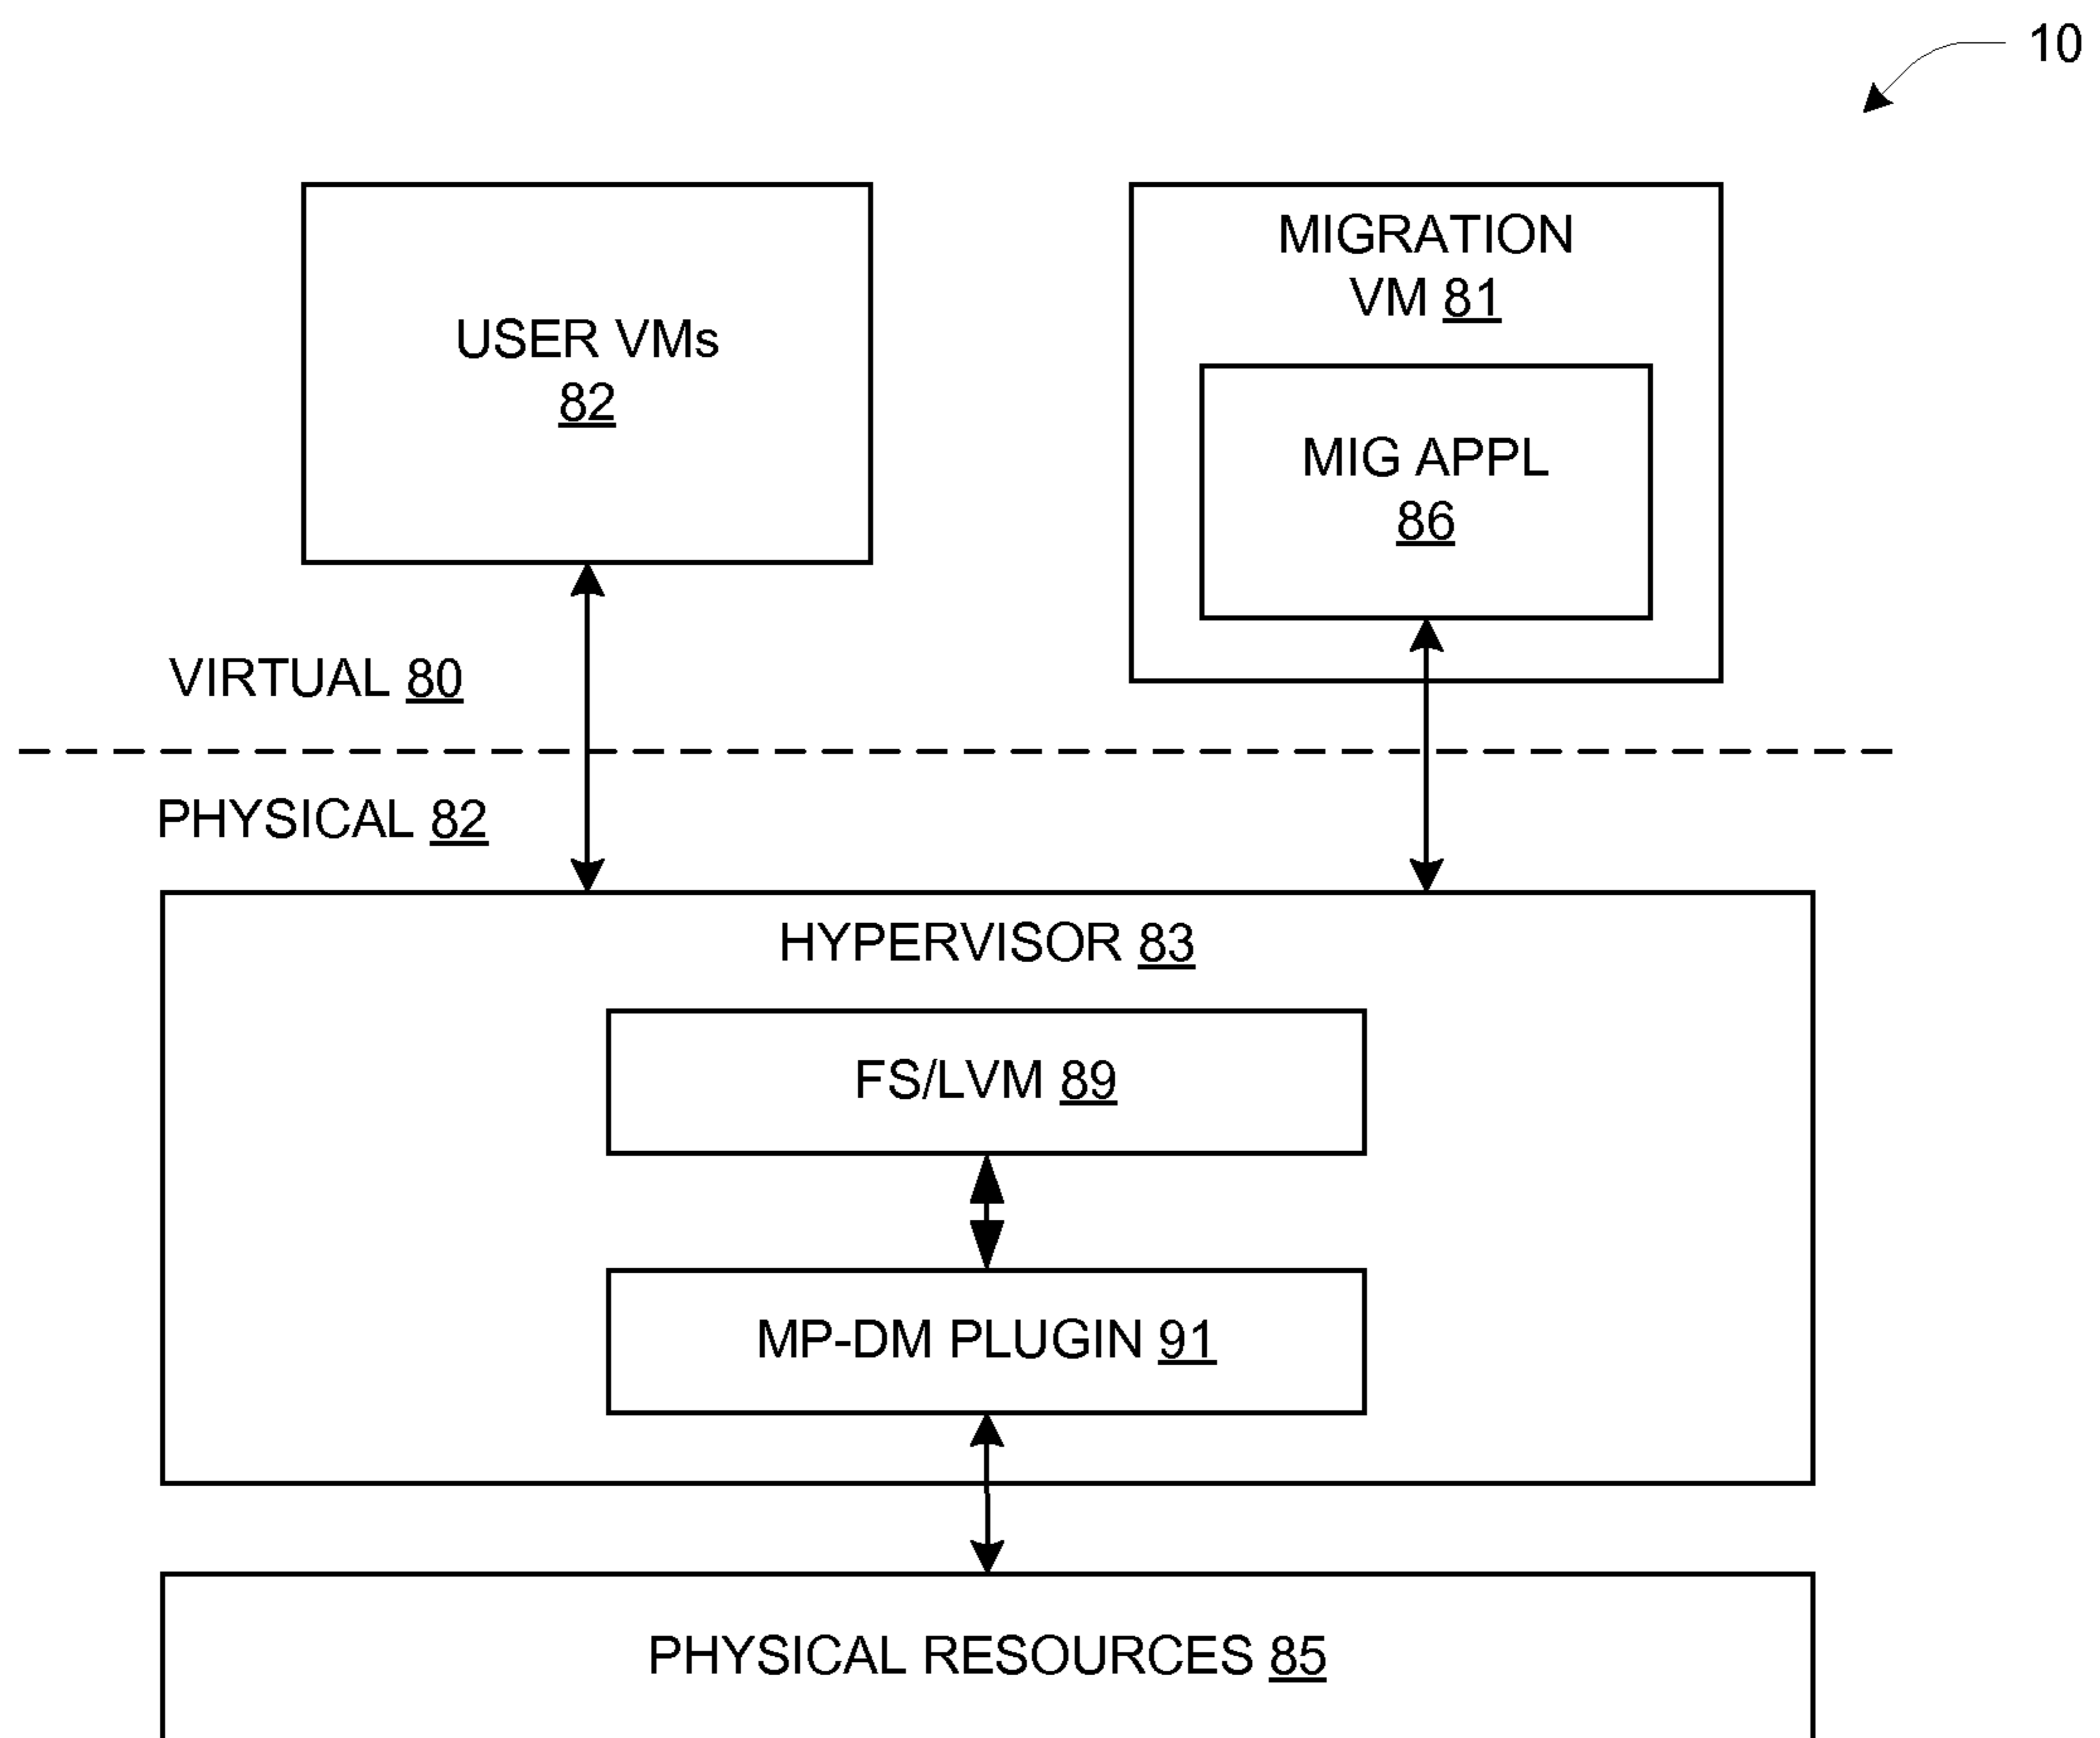 10
USER VMs
82
MIGRATION
VM 81
MIG APPL
86
VIRTUAL 80
PHYSICAL 82
HYPERVISOR 83
FS/LVM 89
MP-DM PLUGIN 91
PHYSICAL RESOURCES 85